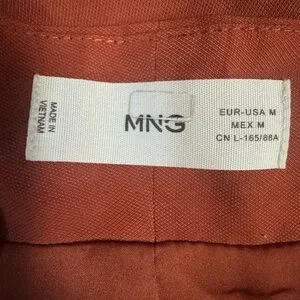 MADE IN
VIETNAM
MNG
EUR-USA M
MEX M
CN L-165/88A